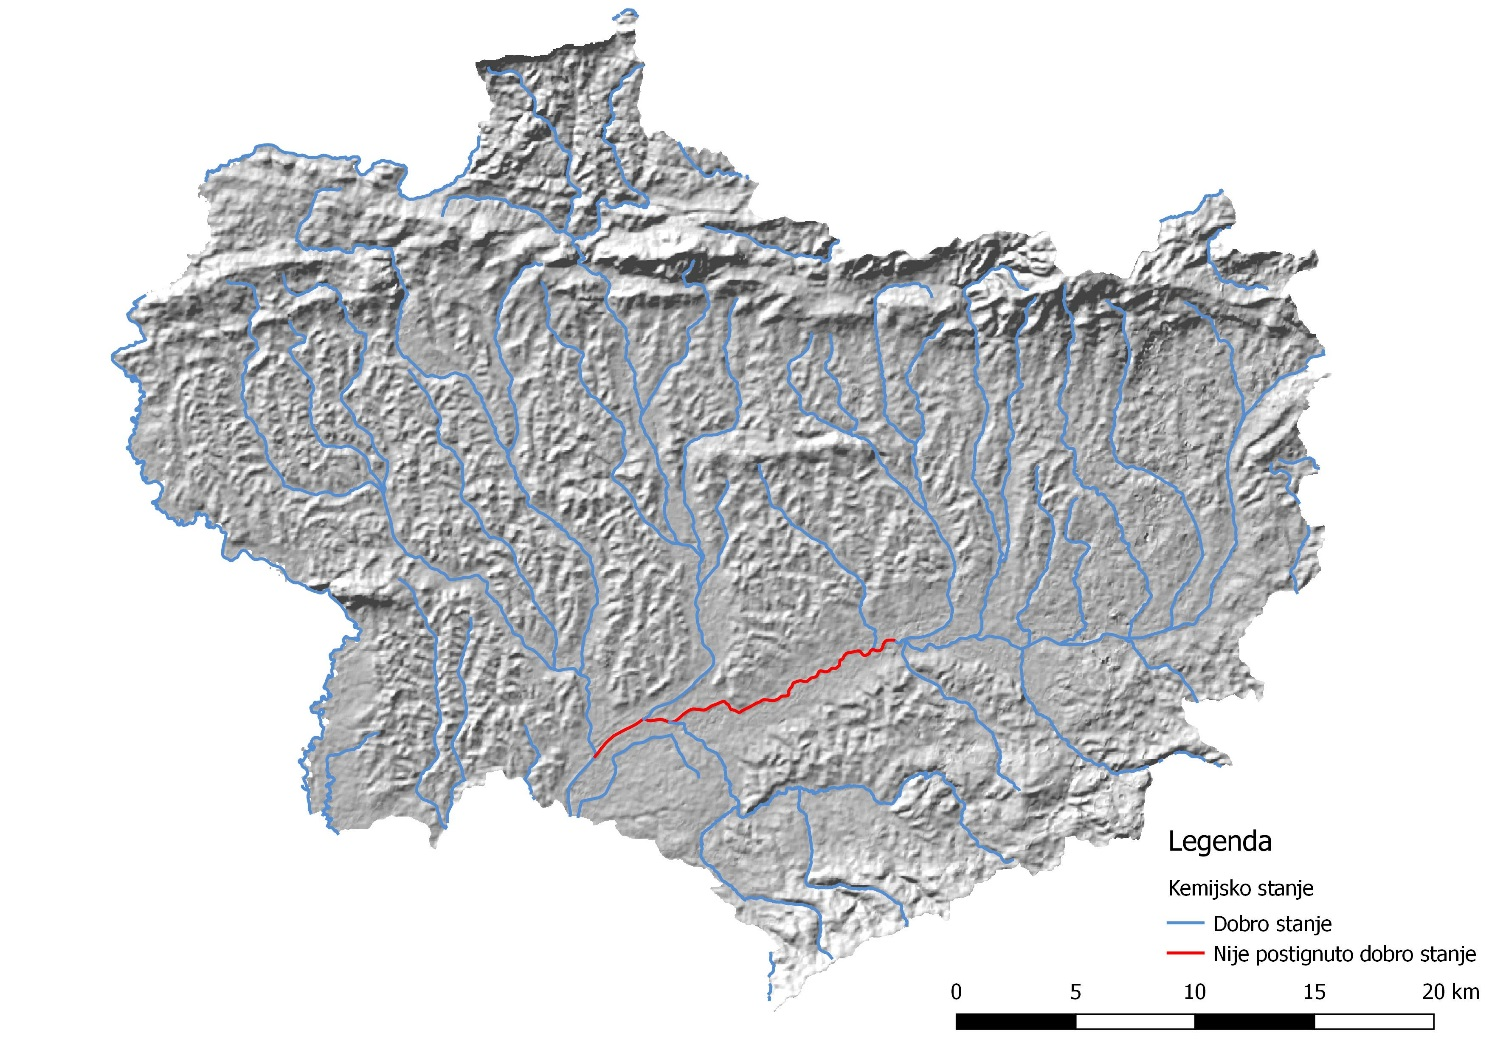 Legenda
Kemijsko stanje
Dobro stanje
Nije postignuto dobro stanje
0 5 10 15 20 km